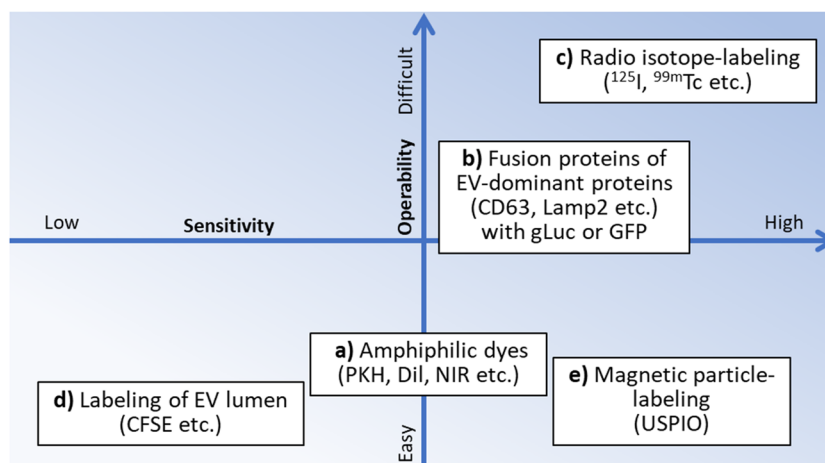 Difficult
Operability
Easy
Low
Sensitivity
High
c) Radio isotope-labeling
(¹²⁵I, ⁹⁹ᵐTc etc.)
b) Fusion proteins of
EV-dominant proteins
(CD63, Lamp2 etc.)
with gLuc or GFP
a) Amphiphilic dyes
(PKH, Dil, NIR etc.)
e) Magnetic particle-
labeling
(USPIO)
d) Labeling of EV lumen
(CFSE etc.)